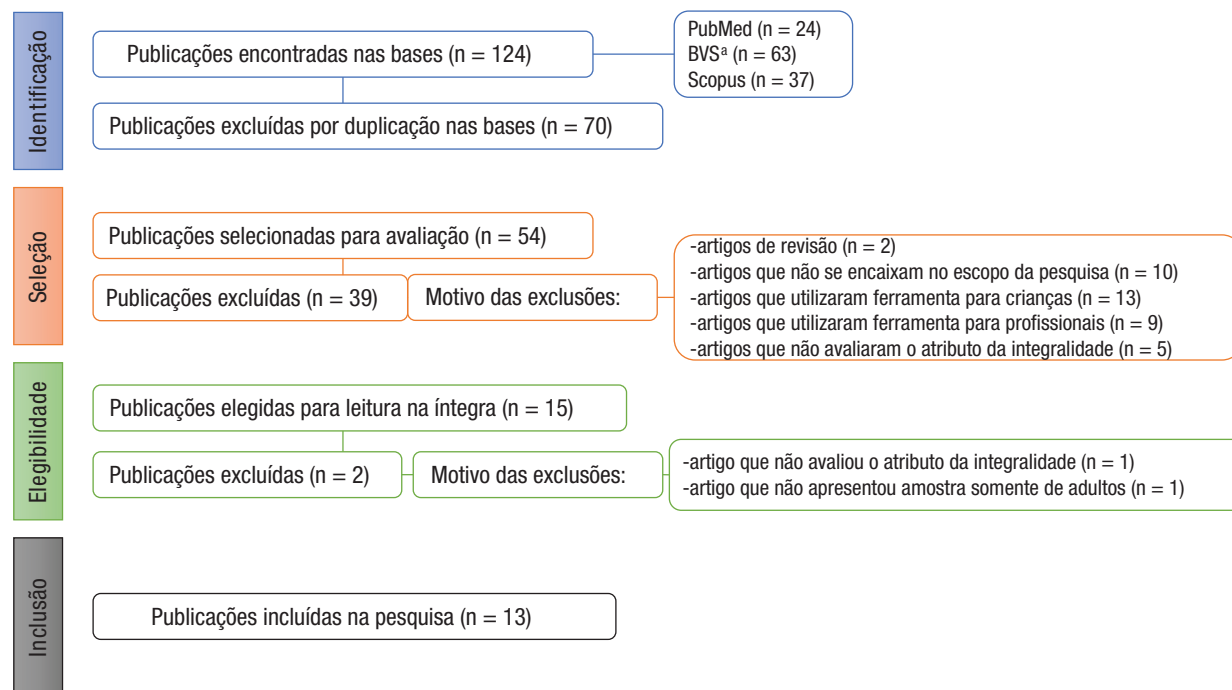 Identificação
Publicações encontradas nas bases (n = 124)
PubMed (n = 24)
BVSª (n = 63)
Scopus (n = 37)
Publicações excluídas por duplicação nas bases (n = 70)
Seleção
Publicações selecionadas para avaliação (n = 54)
Publicações excluídas (n = 39)
Motivo das exclusões:
-artigos de revisão (n = 2)
-artigos que não se encaixam no escopo da pesquisa (n = 10)
-artigos que utilizaram ferramenta para crianças (n = 13)
-artigos que utilizaram ferramenta para profissionais (n = 9)
-artigos que não avaliaram o atributo da integralidade (n = 5)
Elegibilidade
Publicações elegidas para leitura na íntegra (n = 15)
Publicações excluídas (n = 2)
Motivo das exclusões:
-artigo que não avaliou o atributo da integralidade (n = 1)
-artigo que não apresentou amostra somente de adultos (n = 1)
Inclusão
Publicações incluídas na pesquisa (n = 13)